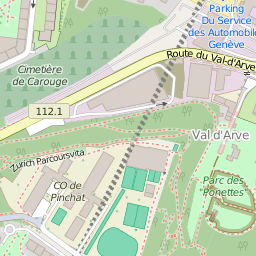 Parking
Du Service
des Automobile
Genève
Route du Val-d'Arve
Cimetière
de Carouge
112.1
Val d'Arve
Zurich Parcoursvita
CO de
Pinchat
Parc des
"Ponettes"